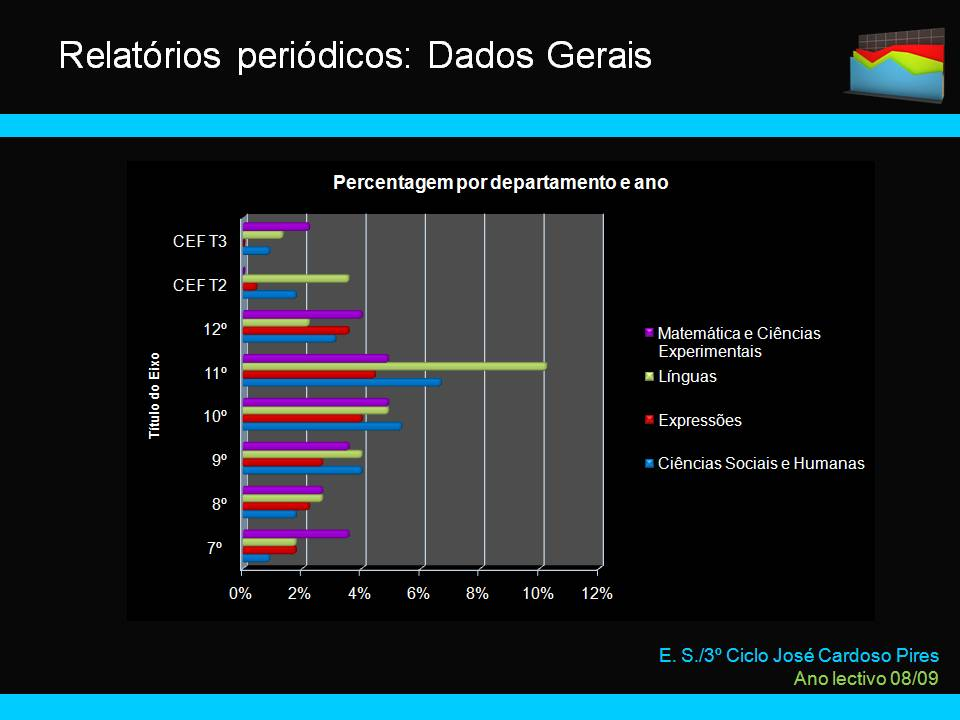 Relatórios periódicos: Dados Gerais
Percentagem por departamento e ano
Título do Eixo
CEF T3
CEF T2
12º
11º
10º
9º
8º
7º
0% 2% 4% 6% 8% 10% 12%
Matemática e Ciências
Experimentais
Línguas
Expressões
Ciências Sociais e Humanas
E. S./3º Ciclo José Cardoso Pires
Ano lectivo 08/09